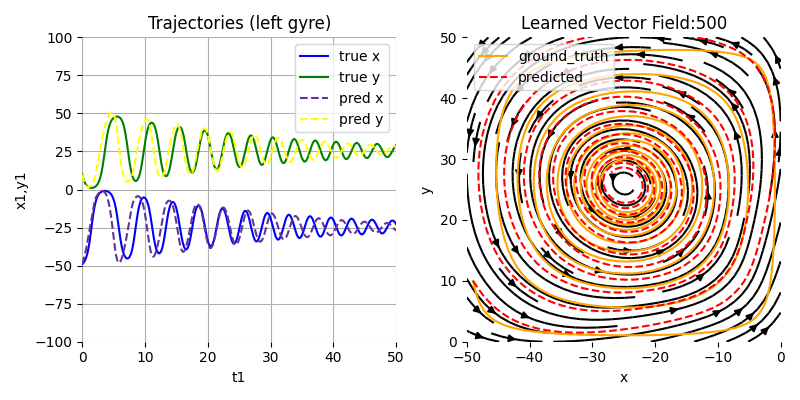 Trajectories (left gyre)
100
75
50
25
0
−25
−50
−75
−100
x1,y1
0 10 20 30 40 50
t1
true x
true y
pred x
pred y
Learned Vector Field:500
50
40
30
20
10
0
y
−50 −40 −30 −20 −10 0
x
ground_truth
predicted